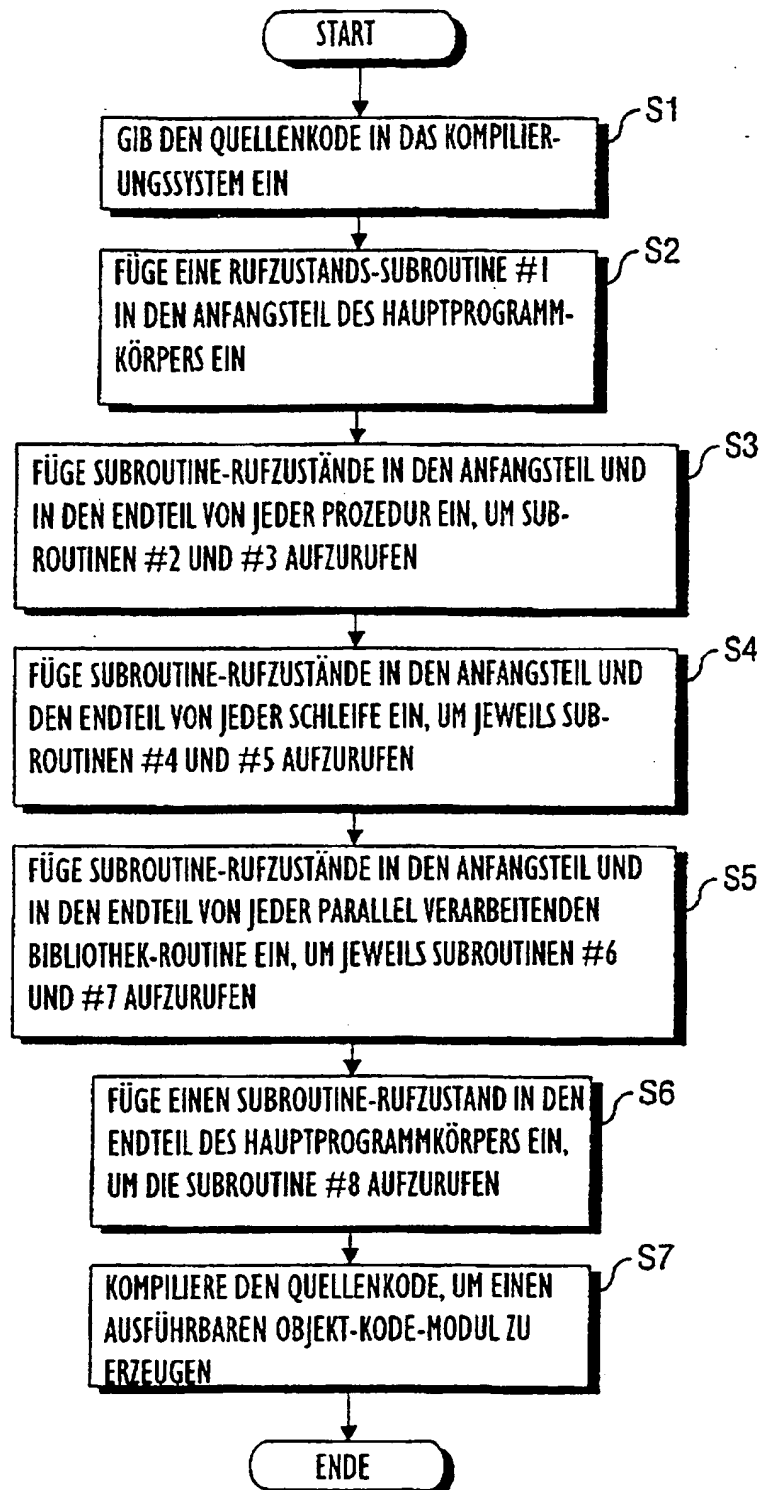 START
S1
GIB DEN QUELLENKODE IN DAS KOMPILIER-
UNGSSYSTEM EIN
S2
FÜGE EINE RUFZUSTANDS-SUBROUTINE #1
IN DEN ANFANGSTEIL DES HAUPTPROGRAMM-
KÖRPERS EIN
S3
FÜGE SUBROUTINE-RUFZUSTÄNDE IN DEN ANFANGSTEIL UND
IN DEN ENDTEIL VON JEDER PROZEDUR EIN, UM SUB-
ROUTINEN #2 UND #3 AUFZURUFEN
S4
FÜGE SUBROUTINE-RUFZUSTÄNDE IN DEN ANFANGSTEIL UND
DEN ENDTEIL VON JEDER SCHLEIFE EIN, UM JEWEILS SUB-
ROUTINEN #4 UND #5 AUFZURUFEN
S5
FÜGE SUBROUTINE-RUFZUSTÄNDE IN DEN ANFANGSTEIL UND
IN DEN ENDTEIL VON JEDER PARALLEL VERARBEITENDEN
BIBLIOTHEK-ROUTINE EIN, UM JEWEILS SUBROUTINEN #6
UND #7 AUFZURUFEN
S6
FÜGE EINEN SUBROUTINE-RUFZUSTAND IN DEN
ENDTEIL DES HAUPTPROGRAMMKÖRPERS EIN,
UM DIE SUBROUTINE #8 AUFZURUFEN
S7
KOMPILIERE DEN QUELLENKODE, UM EINEN
AUSFÜHRBAREN OBJEKT-KODE-MODUL ZU
ERZEUGEN
ENDE